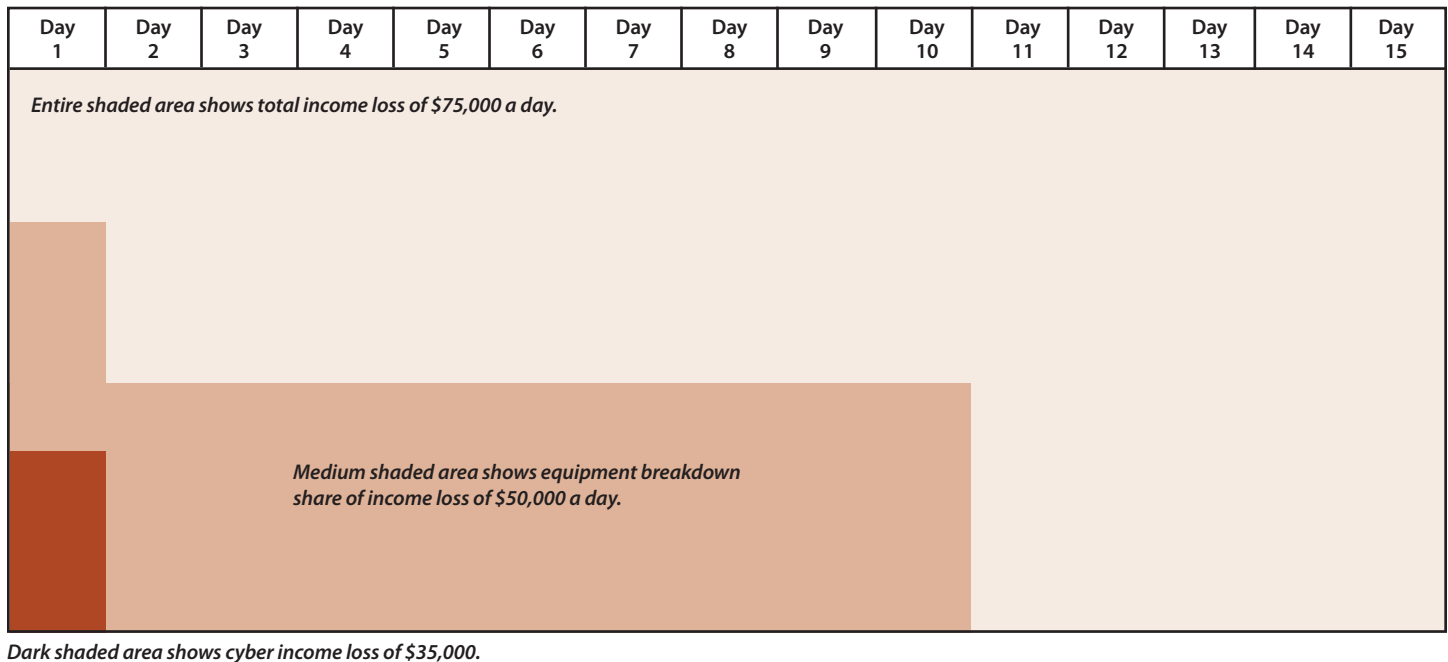 Day Day Day Day Day Day Day Day Day Day Day Day Day Day Day
1 2 3 4 5 6 7 8 9 10 11 12 13 14 15
Entire shaded area shows total income loss of $75,000 a day.
Medium shaded area shows equipment breakdown
share of income loss of $50,000 a day.
Dark shaded area shows cyber income loss of $35,000.